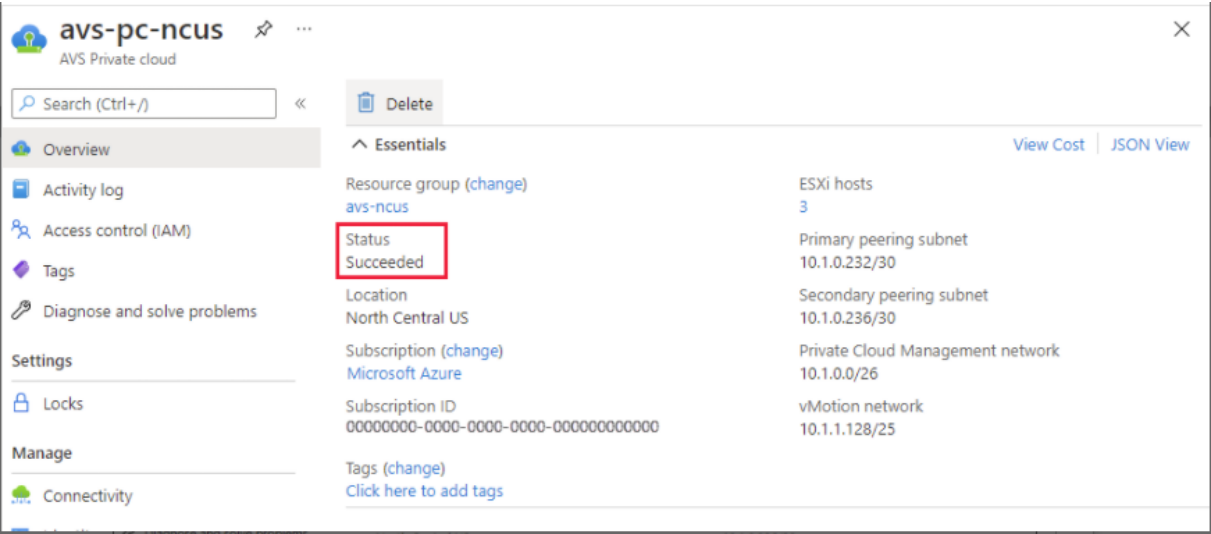 avs-pc-ncus
AVS Private cloud
Search (Ctrl+/)
Overview
Activity log
Access control (IAM)
Tags
Diagnose and solve problems
Settings
Locks
Manage
Connectivity
Delete
Essentials
View Cost
JSON View
Resource group (change)
avs-ncus
Status
Succeeded
Location
North Central US
Subscription (change)
Microsoft Azure
Subscription ID
00000000-0000-0000-0000-000000000000
Tags (change)
Click here to add tags
ESXi hosts
3
Primary peering subnet
10.1.0.232/30
Secondary peering subnet
10.1.0.236/30
Private Cloud Management network
10.1.0.0/26
vMotion network
10.1.1.128/25